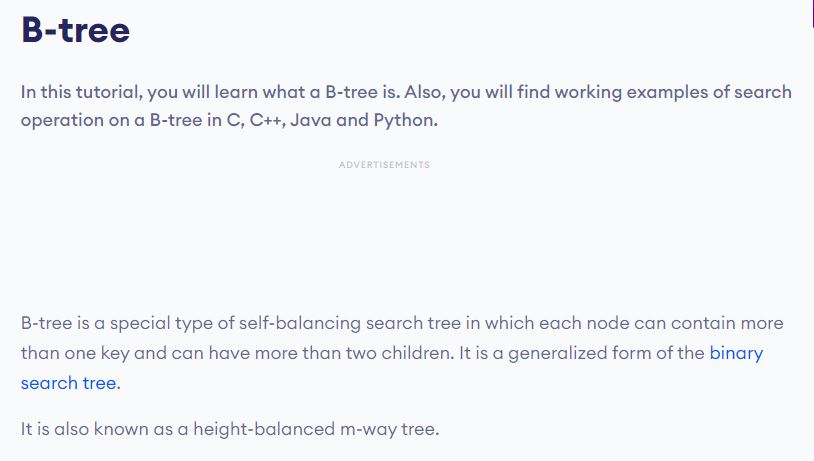 B-tree
In this tutorial, you will learn what a B-tree is. Also, you will find working examples of search
operation on a B-tree in C, C++, Java and Python.
ADVERTISEMENTS
B-tree is a special type of self-balancing search tree in which each node can contain more
than one key and can have more than two children. It is a generalized form of the binary
search tree.
It is also known as a height-balanced m-way tree.